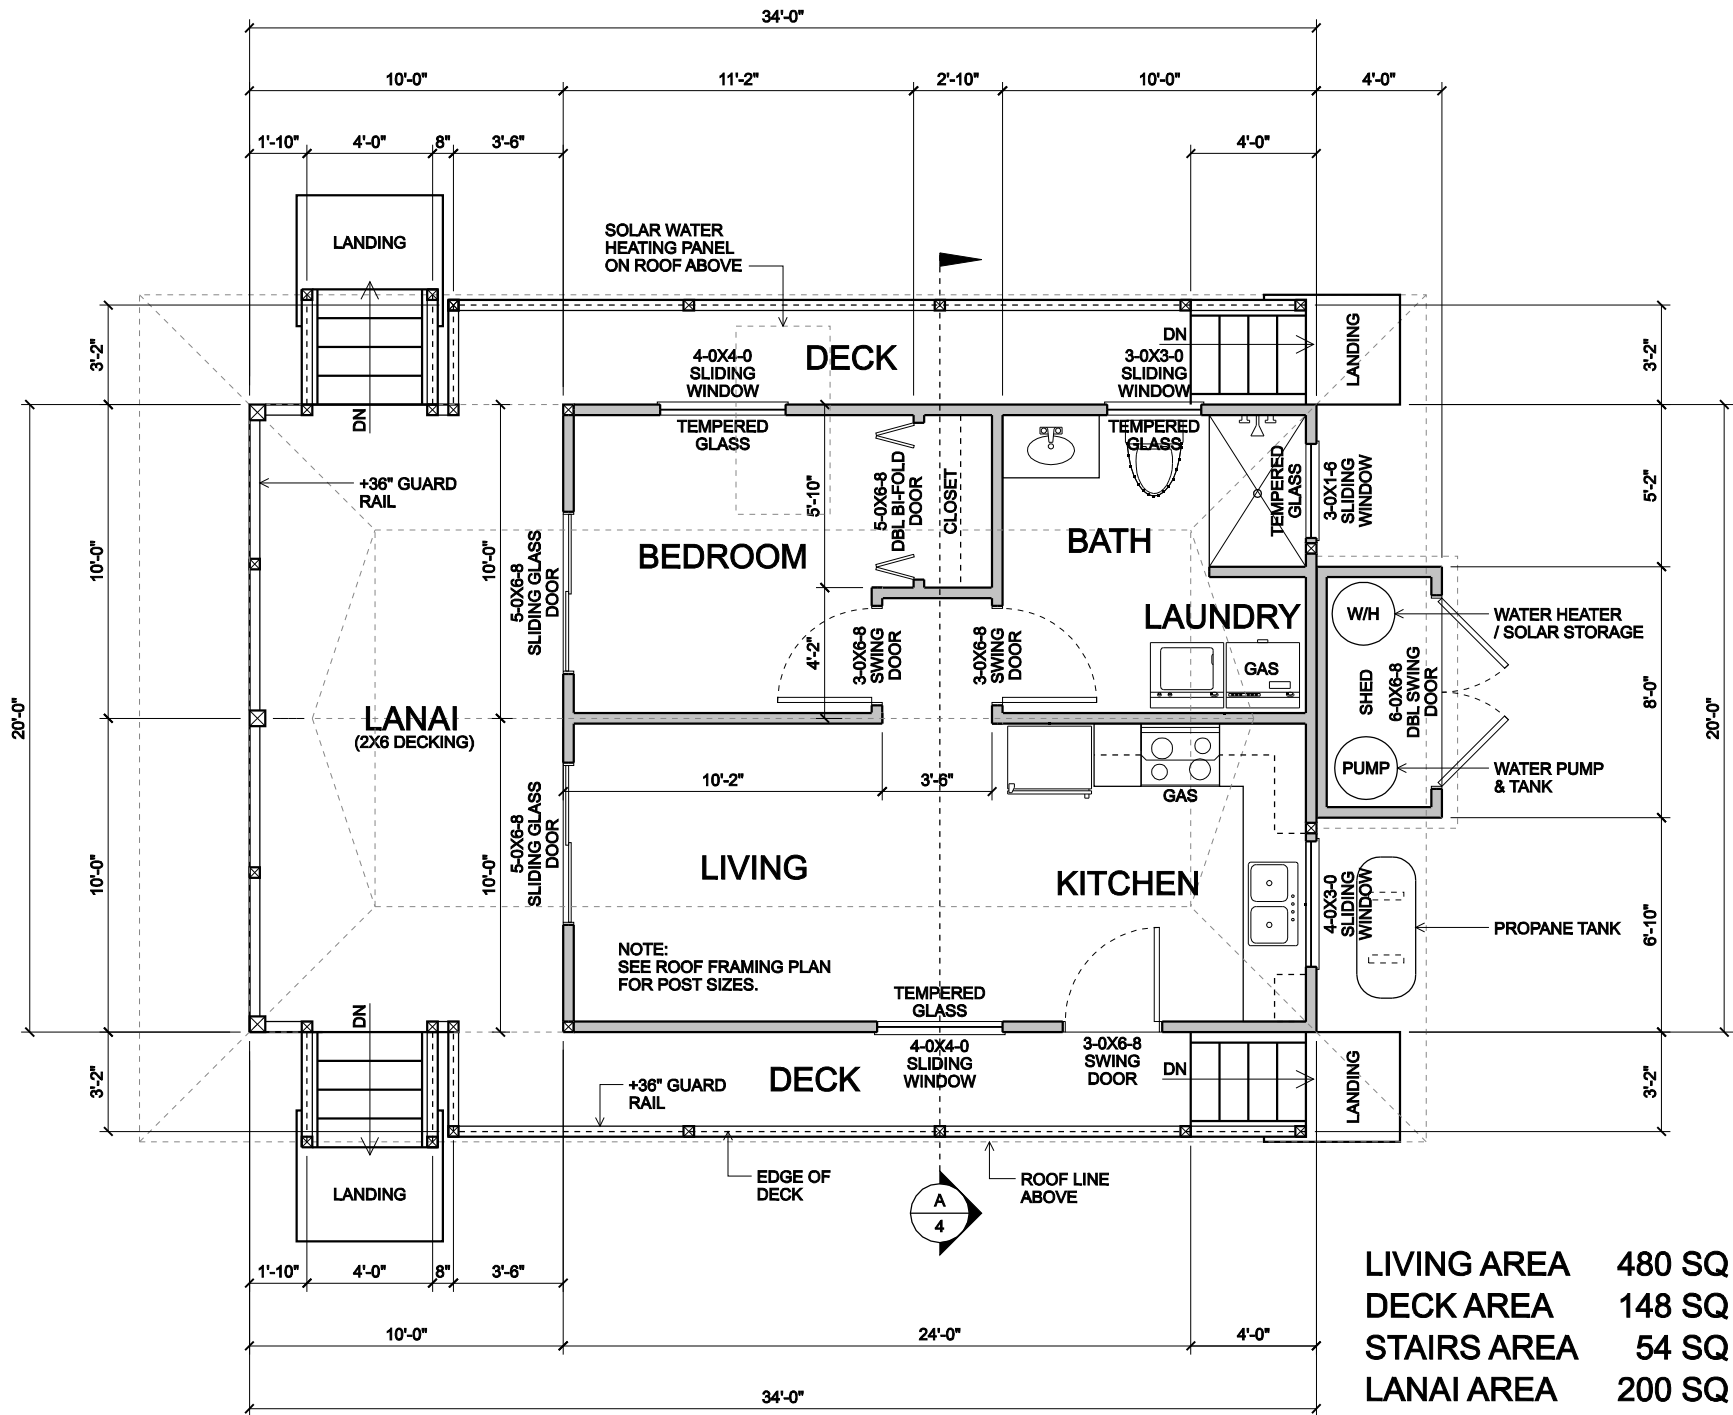 34'-0"
10'-0"
11'-2"
2'-10"
10'-0"
4'-0"
1'-10"
4'-0"
8"
3'-6"
4'-0"
LANDING
SOLAR WATER
HEATING PANEL
ON ROOF ABOVE
DN
LANDING
3'-2"
DECK
4-0X4-0
SLIDING
WINDOW
3-0X3-0
SLIDING
WINDOW
3'-2"
DN
TEMPERED
GLASS
TEMPERED
GLASS
+36" GUARD
RAIL
5'-10"
5-0X6-8
DBL BI-FOLD
DOOR
CLOSET
TEMPERED
GLASS
3-0X1-6
SLIDING
WINDOW
5'-2"
10'-0"
10'-0"
5-0X6-8
SLIDING GLASS
DOOR
BEDROOM
BATH
LAUNDRY
4'-2"
3-0X6-8
SWING
DOOR
3-0X6-8
SWING
DOOR
GAS
W/H
WATER HEATER
/ SOLAR STORAGE
SHED
6-0X6-8
DBL SWING
DOOR
8'-0"
20'-0"
20'-0"
LANAI
(2X6 DECKING)
PUMP
WATER PUMP
& TANK
10'-2"
3'-6"
GAS
10'-0"
10'-0"
5-0X6-8
SLIDING GLASS
DOOR
LIVING
KITCHEN
4-0X3-0
SLIDING
WINDOW
PROPANE TANK
6'-10"
NOTE:
SEE ROOF FRAMING PLAN
FOR POST SIZES.
TEMPERED
GLASS
DN
4-0X4-0
SLIDING
WINDOW
3-0X6-8
SWING
DOOR
DN
LANDING
3'-2"
3'-2"
DECK
+36" GUARD
RAIL
EDGE OF
DECK
ROOF LINE
ABOVE
LANDING
A
4
1'-10"
4'-0"
8"
3'-6"
10'-0"
24'-0"
4'-0"
34'-0"
LIVING AREA 480 SQ
DECK AREA 148 SQ
STAIRS AREA 54 SQ
LANAI AREA 200 SQ